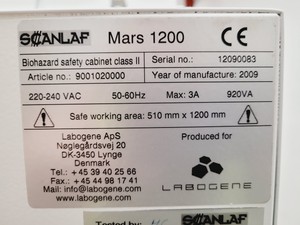 SCANLAF Mars 1200 CE
Biohazard safety cabinet class II Serial no.: 12090083
Article no.: 9001020000 Year of manufacture: 2009
220-240 VAC 50-60Hz Max: 3A 920VA
Safe working area: 510 mm x 1200 mm
Labogene ApS Produced for
Nøglegårdsvej 20
DK-3450 Lynge
Denmark
Tel.: + 45 39 40 25 66
Fax.: + 45 44 98 17 41
Mail: info@labogene.com LABOGENE
www.labogene.com
Tested by: SCANLAF